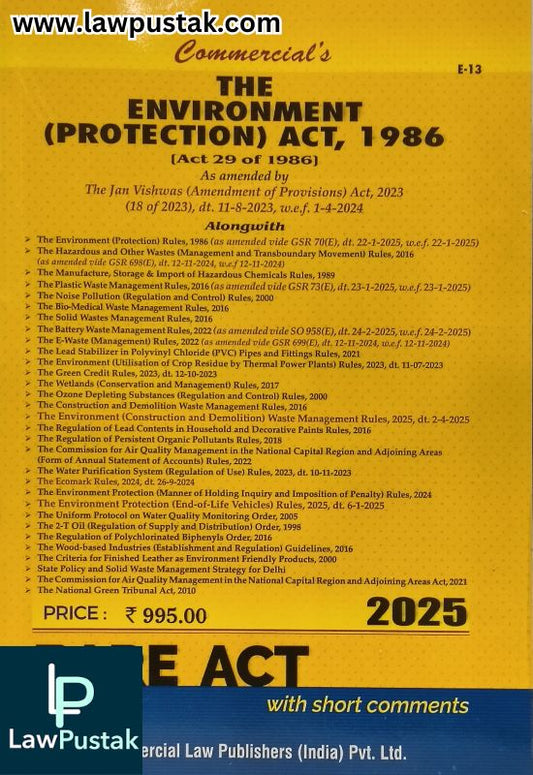 www.lawpustak.com
Commercial's
E-13
THE
ENVIRONMENT
(PROTECTION) ACT, 1986
[Act 29 of 1986]
As amended by
The Jan Vishwas (Amendment of Provisions) Act, 2023
(18 of 2023), dt. 11-8-2023, w.e.f. 1-4-2024
Alongwith
➢ The Environment (Protection) Rules, 1986 (as amended vide GSR 70(E), dt. 22-1-2025, w.e.f. 22-1-2025)
➢ The Hazardous and Other Wastes (Management and Transboundary Movement) Rules, 2016
(as amended vide GSR 698(E), dt. 12-11-2024, w.e.f 12-11-2024)
➢ The Manufacture, Storage & Import of Hazardous Chemicals Rules, 1989
➢ The Plastic Waste Management Rules, 2016 (as amended vide GSR 73(E), dt. 23-1-2025, w.e.f. 23-1-2025)
➢ The Noise Pollution (Regulation and Control) Rules, 2000
➢ The Bio-Medical Waste Management Rules, 2016
➢ The Solid Wastes Management Rules, 2016
➢ The Battery Waste Management Rules, 2022 (as amended vide SO 958(E), dt. 24-2-2025, w.e.f. 24-2-2025)
➢ The E-Waste (Management) Rules, 2022 (as amended vide GSR 699(E), dt. 12-11-2024, w.e.f. 12-11-2024)
➢ The Lead Stabilizer in Polyvinyl Chloride (PVC) Pipes and Fittings Rules, 2021
➢ The Environment (Utilisation of Crop Residue by Thermal Power Plants) Rules, 2023, dt. 11-07-2023
➢ The Green Credit Rules, 2023, dt. 12-10-2023
➢ The Wetlands (Conservation and Management) Rules, 2017
➢ The Ozone Depleting Substances (Regulation and Control) Rules, 2000
➢ The Construction and Demolition Waste Management Rules, 2016
➢ The Environment (Construction and Demolition) Waste Management Rules, 2025, dt. 2-4-2025
➢ The Regulation of Lead Contents in Household and Decorative Paints Rules, 2016
➢ The Regulation of Persistent Organic Pollutants Rules, 2018
➢ The Commission for Air Quality Management in the National Capital Region and Adjoining Areas
(Form of Annual Statement of Accounts) Rules, 2022
➢ The Water Purification System (Regulation of Use) Rules, 2023, dt. 10-11-2023
➢ The Ecomark Rules, 2024, dt. 26-9-2024
➢ The Environment Protection (Manner of Holding Inquiry and Imposition of Penalty) Rules, 2024
➢ The Environment Protection (End-of-Life Vehicles) Rules, 2025, dt. 6-1-2025
➢ The Uniform Protocol on Water Quality Monitoring Order, 2005
➢ The 2-T Oil (Regulation of Supply and Distribution) Order, 1998
➢ The Regulation of Polychlorinated Biphenyls Order, 2016
➢ The Wood-based Industries (Establishment and Regulation) Guidelines, 2016
➢ The Criteria for Finished Leather as Environment Friendly Products, 2000
➢ State Policy and Solid Waste Management Strategy for Delhi
➢ The Commission for Air Quality Management in the National Capital Region and Adjoining Areas Act, 2021
➢ The National Green Tribunal Act, 2010
PRICE : ₹ 995.00
2025
ACT
with short comments
LP
LawPustak
Law Publishers (India) Pvt. Ltd.